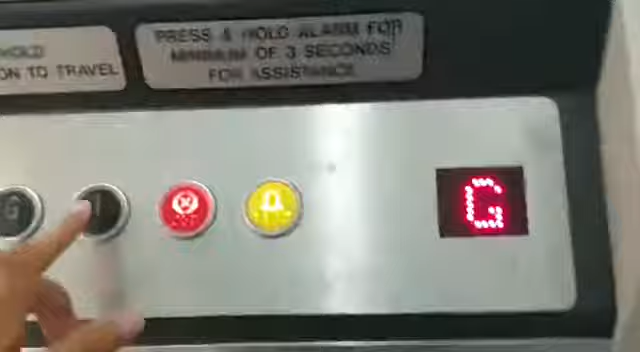 HOLD
ON TO TRAVEL
PRESS & HOLD ALARM FOR
MINIMUM OF 3 SECONDS
FOR ASSISTANCE
G
G